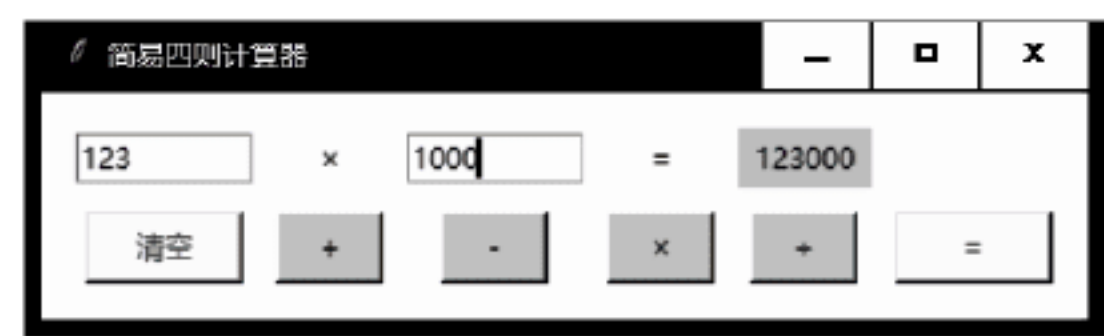 简易四则计算器
123 × 1000 = 123000
清空 + - × ÷ =